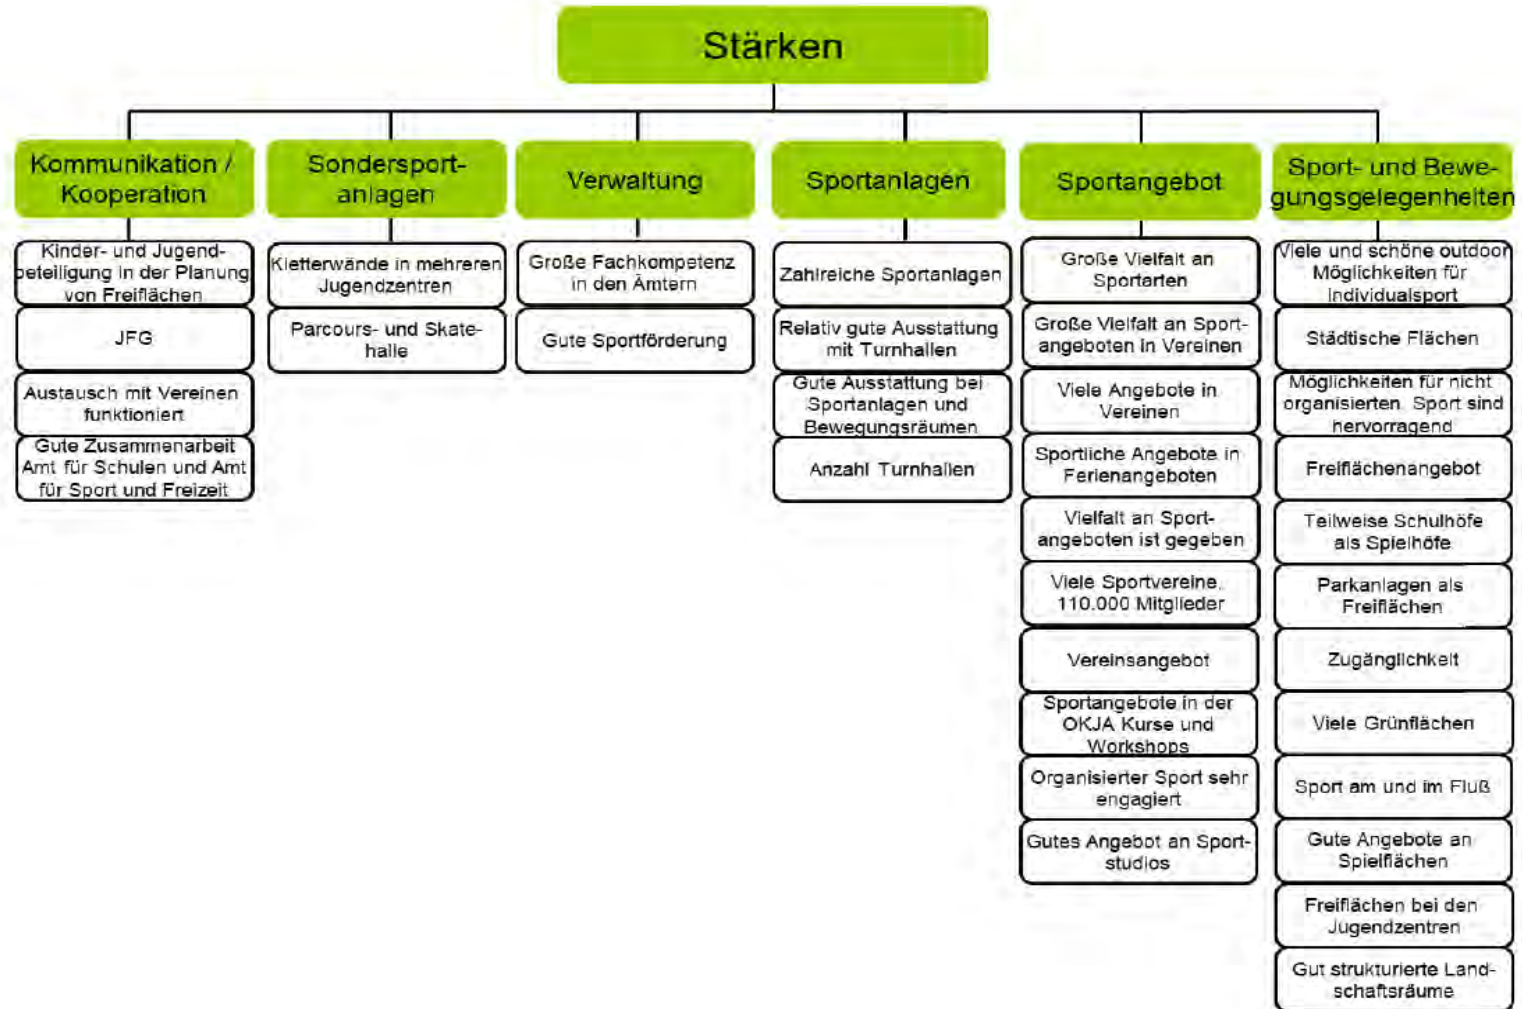 Stärken
Kommunikation /
Kooperation
Kinder- und Jugend-
beteiligung in der Planung
von Freiflächen
JFG
Austausch mit Vereinen
funktioniert
Gute Zusammenarbeit
Amt für Schulen und Amt
für Sport und Freizeit
Sondersport-
anlagen
Kletterwände in mehreren
Jugendzentren
Parcours- und Skate-
halle
Verwaltung
Große Fachkompetenz
in den Ämtern
Gute Sportförderung
Sportanlagen
Zahlreiche Sportanlagen
Relativ gute Ausstattung
mit Turnhallen
Gute Ausstattung bei
Sportanlagen und
Bewegungsräumen
Anzahl Turnhallen
Sportangebot
Große Vielfalt an
Sportarten
Große Vielfalt an Sport-
angeboten in Vereinen
Viele Angebote in
Vereinen
Sportliche Angebote in
Ferienangeboten
Vielfalt an Sport-
angeboten ist gegeben
Viele Sportvereine,
110.000 Mitglieder
Vereinsangebot
Sportangebote in der
OKJA Kurse und
Workshops
Organisierter Sport sehr
engagiert
Gutes Angebot an Sport-
studios
Sport- und Bewe-
gungsgelegenheiten
Viele und schöne outdoor
Möglichkeiten für
Individualsport
Städtische Flächen
Möglichkeiten für nicht
organisierten Sport sind
hervorragend
Freiflächenangebot
Teilweise Schulhöfe
als Spielhöfe
Parkanlagen als
Freiflächen
Zugänglichkeit
Viele Grünflächen
Sport am und im Fluß
Gute Angebote an
Spielflächen
Freiflächen bei den
Jugendzentren
Gut strukturierte Land-
schaftsräume